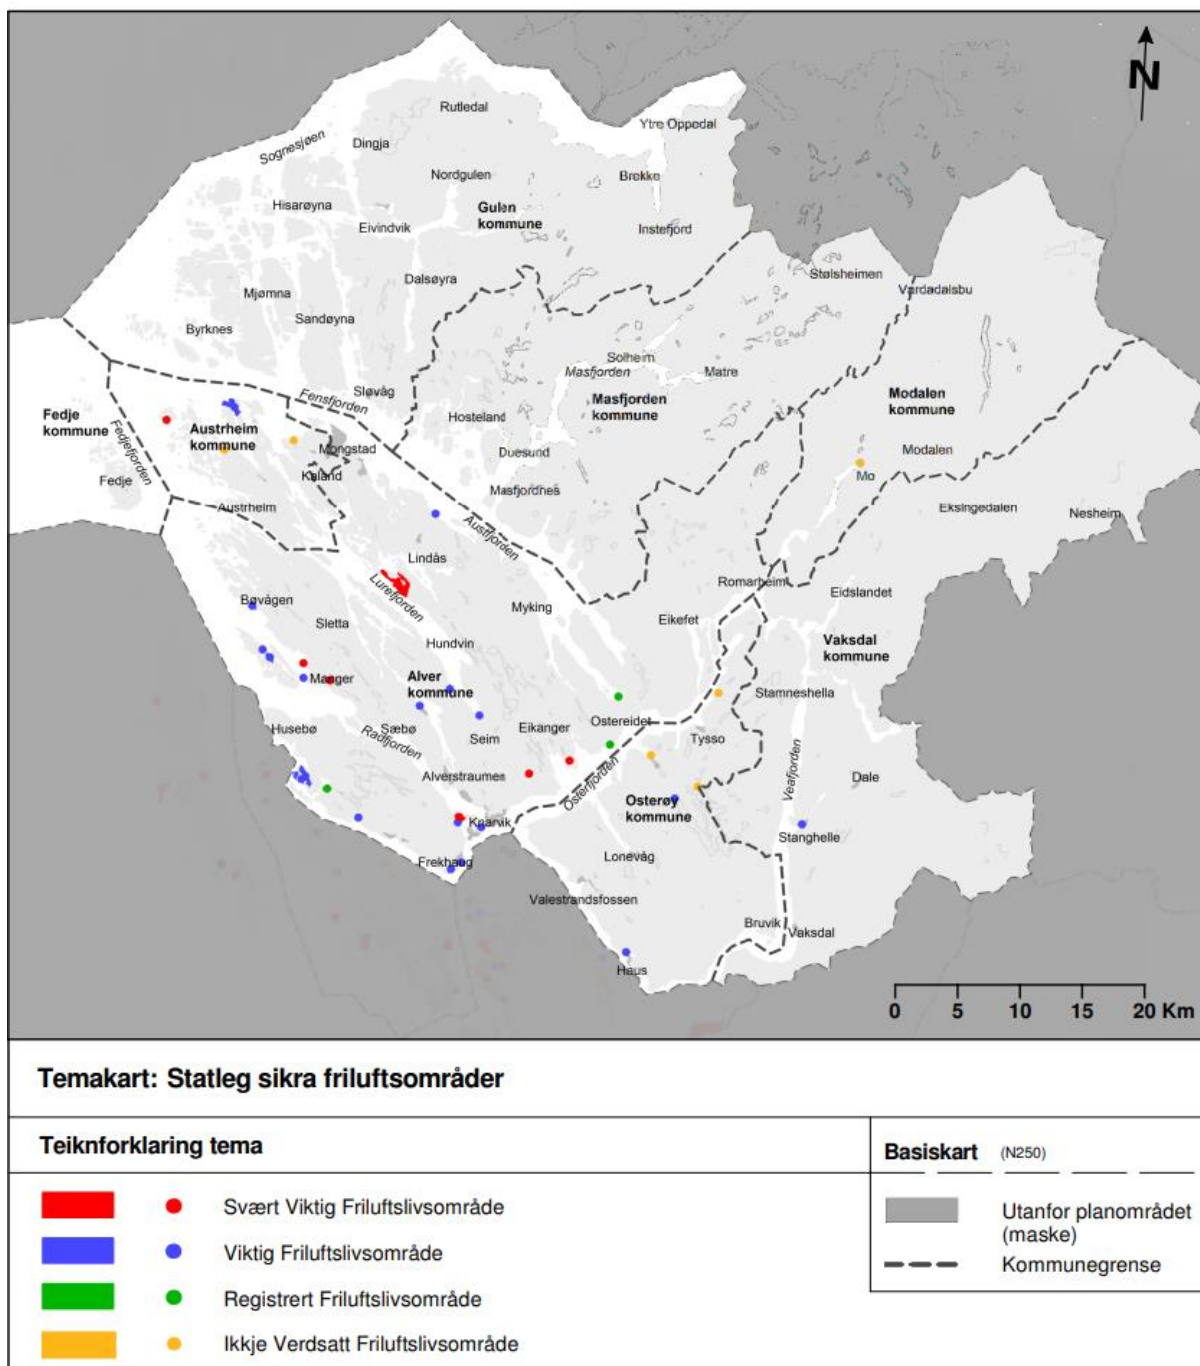 N
Rutledal
Ytre Oppedal
Sognesjøen
Dingja
Nordgulen
Brekke
Hisarøyna
Gulen
kommune
Eivindvik
Instefjord
Stølsheimen
Dalsøyra
Vardadalsbu
Mjømna
Sandøyna
Byrknes
Solheim
Masfjorden
Matre
Sløvåg
Fensfjorden
Masfjorden
kommune
Modalen
kommune
Fedje
kommune
Austrheim
kommune
Hosteland
Fedjefjorden
Mongstad
Duesund
Modalen
Kaland
Mo
Fedje
Masfjordnes
Austrheim
Eksingedalen
Nesheim
Austfjorden
Lindås
Lurefjorden
Romarheim
Eidslandet
Bøvågen
Myking
Sletta
Eikefet
Hundvin
Vaksdal
kommune
Manger
Alver
kommune
Stamneshella
Husebø
Sæbø
Radfjorden
Seim
Eikanger
Ostereidet
Tysso
Veafjorden
Alverstraumen
Osterfjorden
Dale
Osterøy
kommune
Knarvik
Stanghelle
Frekhaug
Lonevåg
Valestrandsfossen
Bruvik
Vaksdal
Haus
0 5 10 15 20 Km
Temakart: Statleg sikra friluftsområder
Teiknforklaring tema
Svært Viktig Friluftslivsområde
Viktig Friluftslivsområde
Registrert Friluftslivsområde
Ikkje Verdsatt Friluftslivsområde
Basiskart (N250)
Utanfor planområdet
(maske)
Kommunegrense